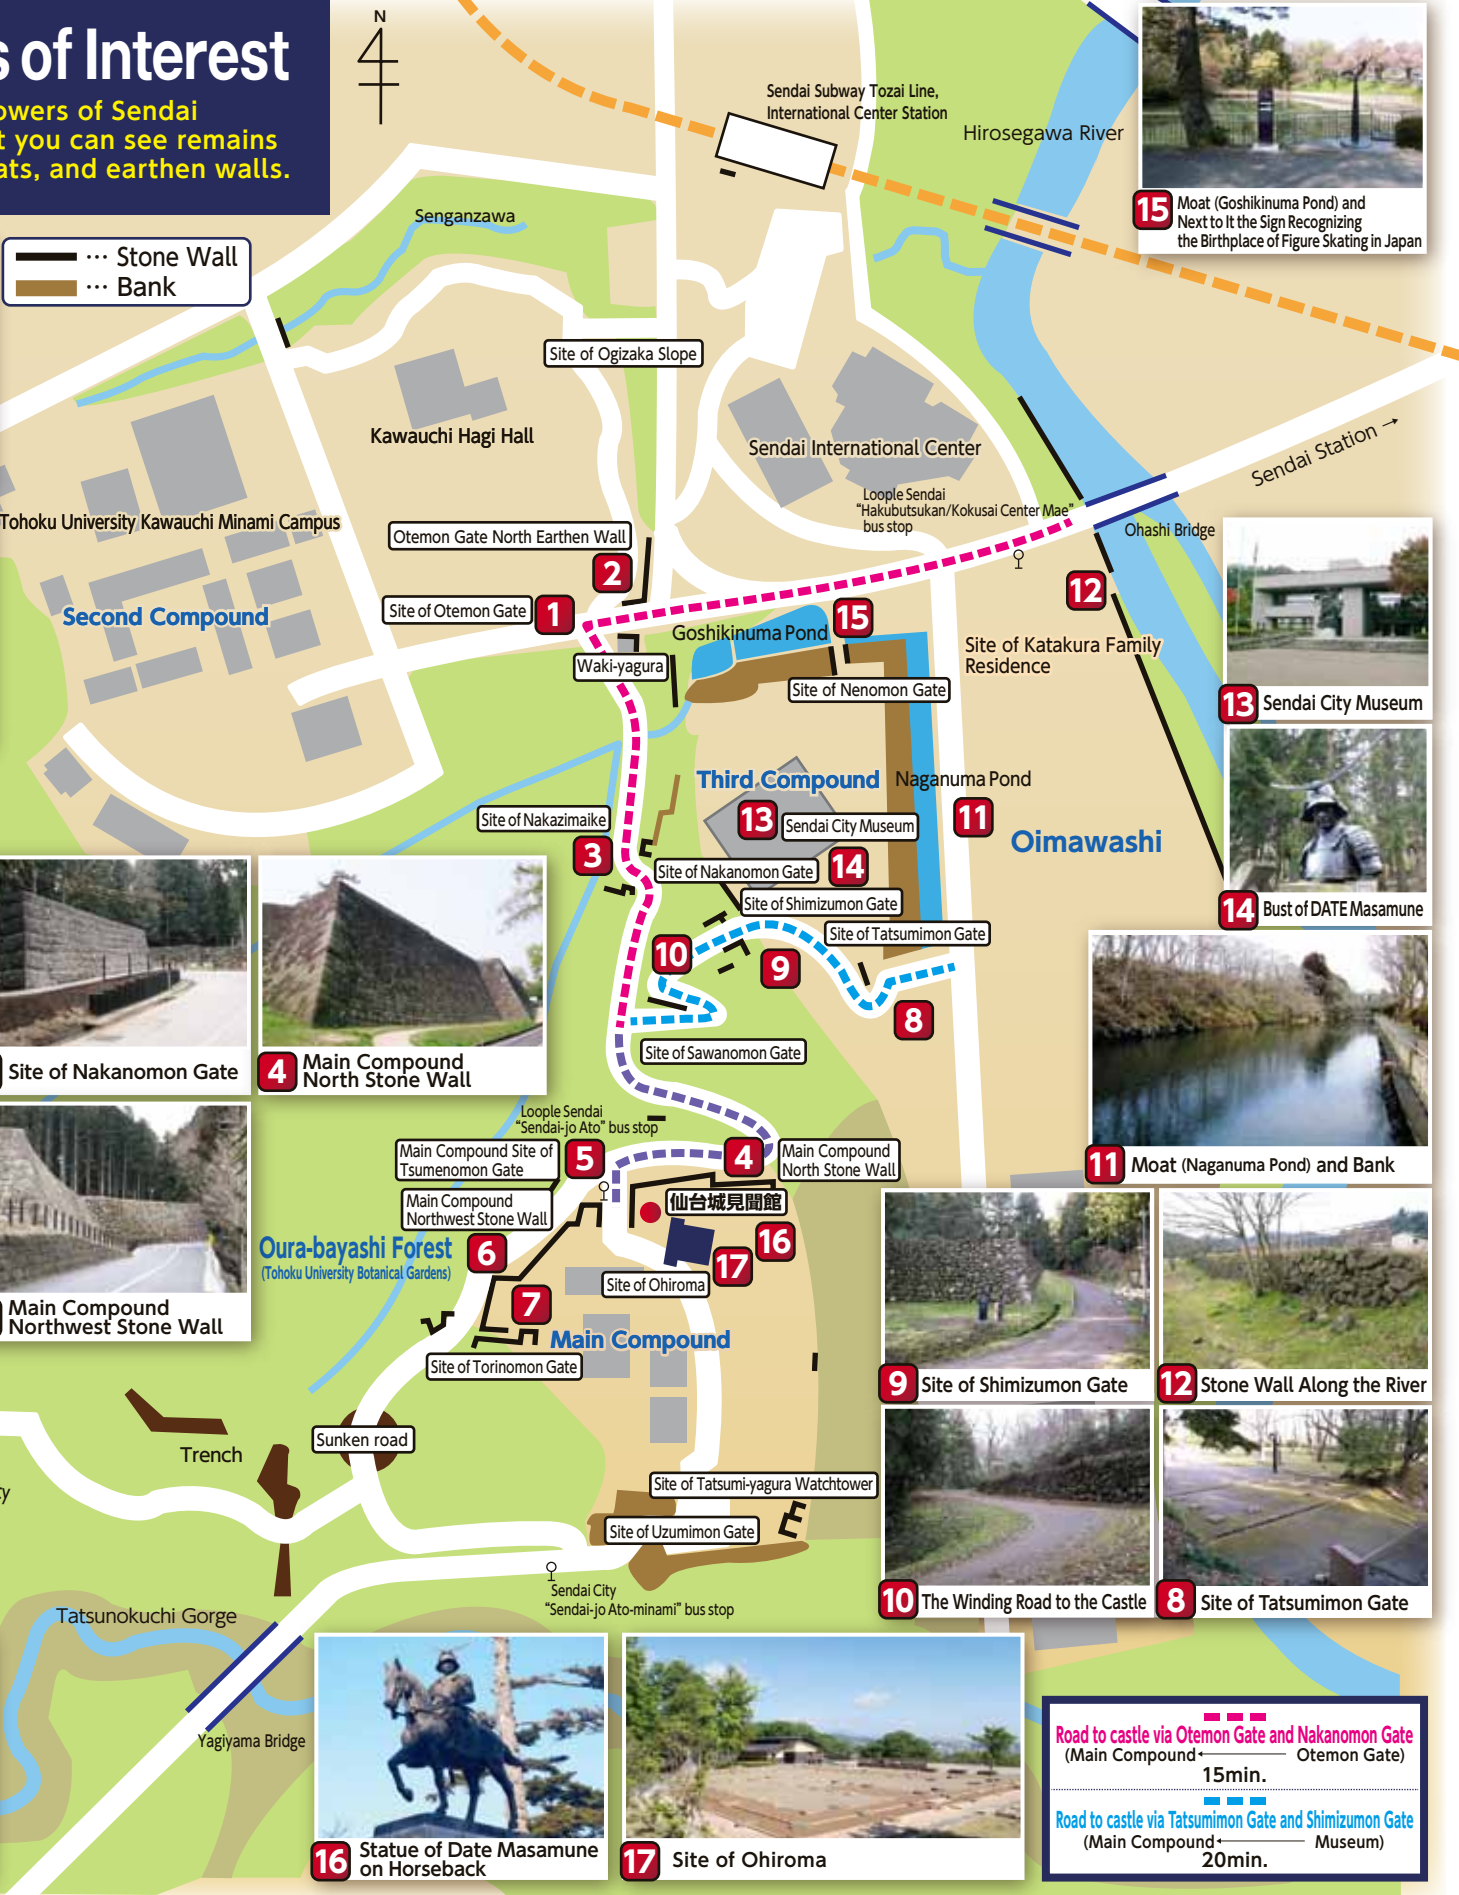 s of Interest
owers of Sendai
t you can see remains
ats, and earthen walls.
N
Stone Wall
Bank
Senganzawa
Sendai Subway Tozai Line,
International Center Station
Hirosegawa River
15
Moat (Goshikinuma Pond) and
Next to It the Sign Recognizing
the Birthplace of Figure Skating in Japan
Site of Ogizaka Slope
Kawauchi Hagi Hall
Sendai International Center
Sendai Station →
Loople Sendai
"Hakubutsukan/Kokusai Center Mae"
bus stop
Tohoku University Kawauchi Minami Campus
Otemon Gate North Earthen Wall
2
Ohashi Bridge
12
Second Compound
Site of Otemon Gate
1
Goshikinuma Pond
15
Waki-yagura
Site of Katakura Family
Residence
Site of Nenomon Gate
13
Sendai City Museum
Third Compound
Naganuma Pond
Site of Nakazimaike
3
13
Sendai City Museum
11
Oimawashi
Site of Nakanomon Gate
14
Site of Shimizumon Gate
14
Bust of DATE Masamune
Site of Tatsumimon Gate
10
9
8
Site of Sawanomon Gate
Site of Nakanomon Gate
4
Main Compound
North Stone Wall
Loople Sendai
"Sendai-jo Ato" bus stop
Main Compound Site of
Tsumenomon Gate
5
4
Main Compound
North Stone Wall
11
Moat (Naganuma Pond) and Bank
Main Compound
Northwest Stone Wall
仙台城見聞館
Oura-bayashi Forest
(Tohoku University Botanical Gardens)
6
16
17
Site of Ohiroma
7
Main Compound
Northwest Stone Wall
Main Compound
Site of Torinomon Gate
9
Site of Shimizumon Gate
12
Stone Wall Along the River
Trench
Sunken road
Site of Tatsumi-yagura Watchtower
ty
Site of Uzumimon Gate
Sendai City
"Sendai-jo Ato-minami" bus stop
10
The Winding Road to the Castle
8
Site of Tatsumimon Gate
Tatsunokuchi Gorge
Yagiyama Bridge
16
Statue of Date Masamune
on Horseback
17
Site of Ohiroma
Road to castle via Otemon Gate and Nakanomon Gate
(Main Compound ← Otemon Gate)
15min.
Road to castle via Tatsumimon Gate and Shimizumon Gate
(Main Compound ← Museum)
20min.